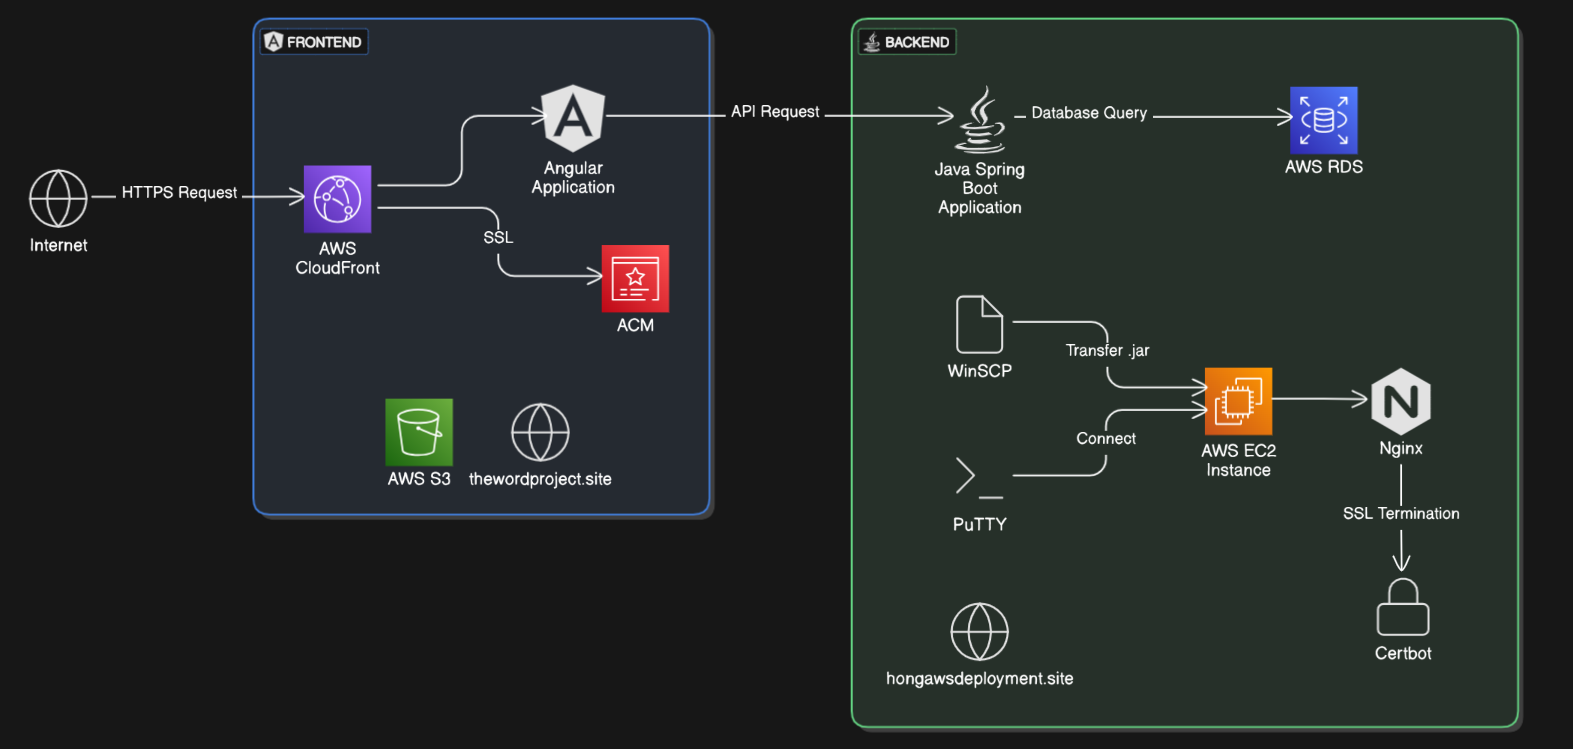 FRONTEND
BACKEND
Internet
HTTPS Request
AWS
CloudFront
Angular
Application
SSL
ACM
AWS S3
thewordproject.site
API Request
Java Spring
Boot
Application
Database Query
AWS RDS
WinSCP
Transfer .jar
PuTTY
Connect
AWS EC2
Instance
Nginx
SSL Termination
Certbot
hongawsdeployment.site